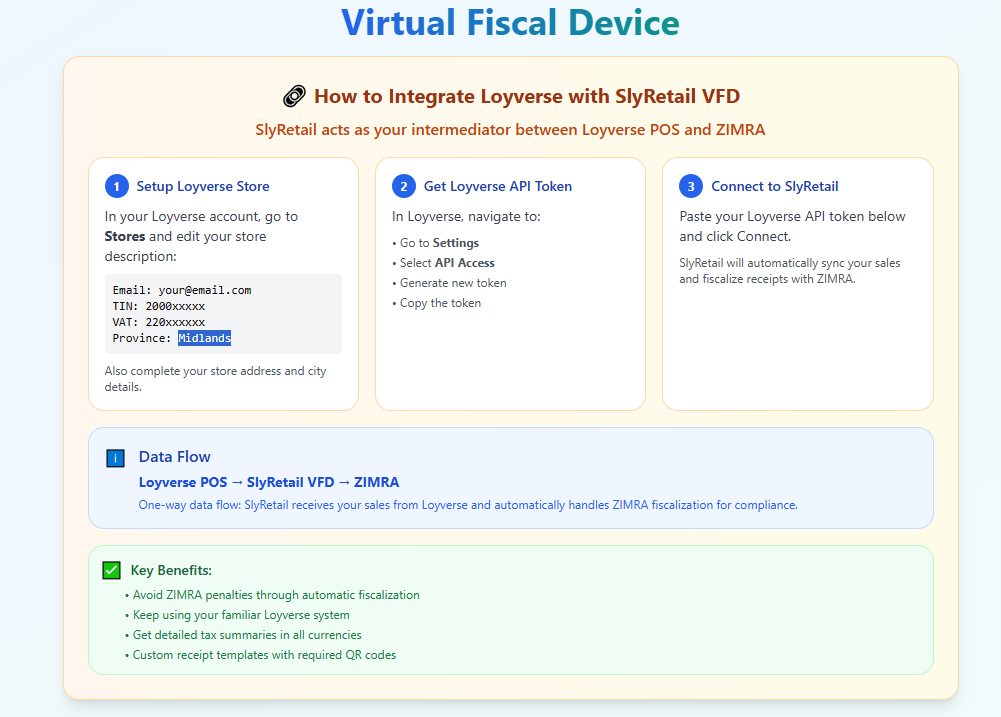 Virtual Fiscal Device
How to Integrate Loyverse with SlyRetail VFD
SlyRetail acts as your intermediator between Loyverse POS and ZIMRA
1 Setup Loyverse Store
In your Loyverse account, go to
Stores and edit your store
description:
Email: your@email.com
TIN: 2000xxxxx
VAT: 220xxxxxx
Province: Midlands
Also complete your store address and city
details.
2 Get Loyverse API Token
In Loyverse, navigate to:
• Go to Settings
• Select API Access
• Generate new token
• Copy the token
3 Connect to SlyRetail
Paste your Loyverse API token below
and click Connect.
SlyRetail will automatically sync your sales
and fiscalize receipts with ZIMRA.
i Data Flow
Loyverse POS → SlyRetail VFD → ZIMRA
One-way data flow: SlyRetail receives your sales from Loyverse and automatically handles ZIMRA fiscalization for compliance.
✅ Key Benefits:
• Avoid ZIMRA penalties through automatic fiscalization
• Keep using your familiar Loyverse system
• Get detailed tax summaries in all currencies
• Custom receipt templates with required QR codes